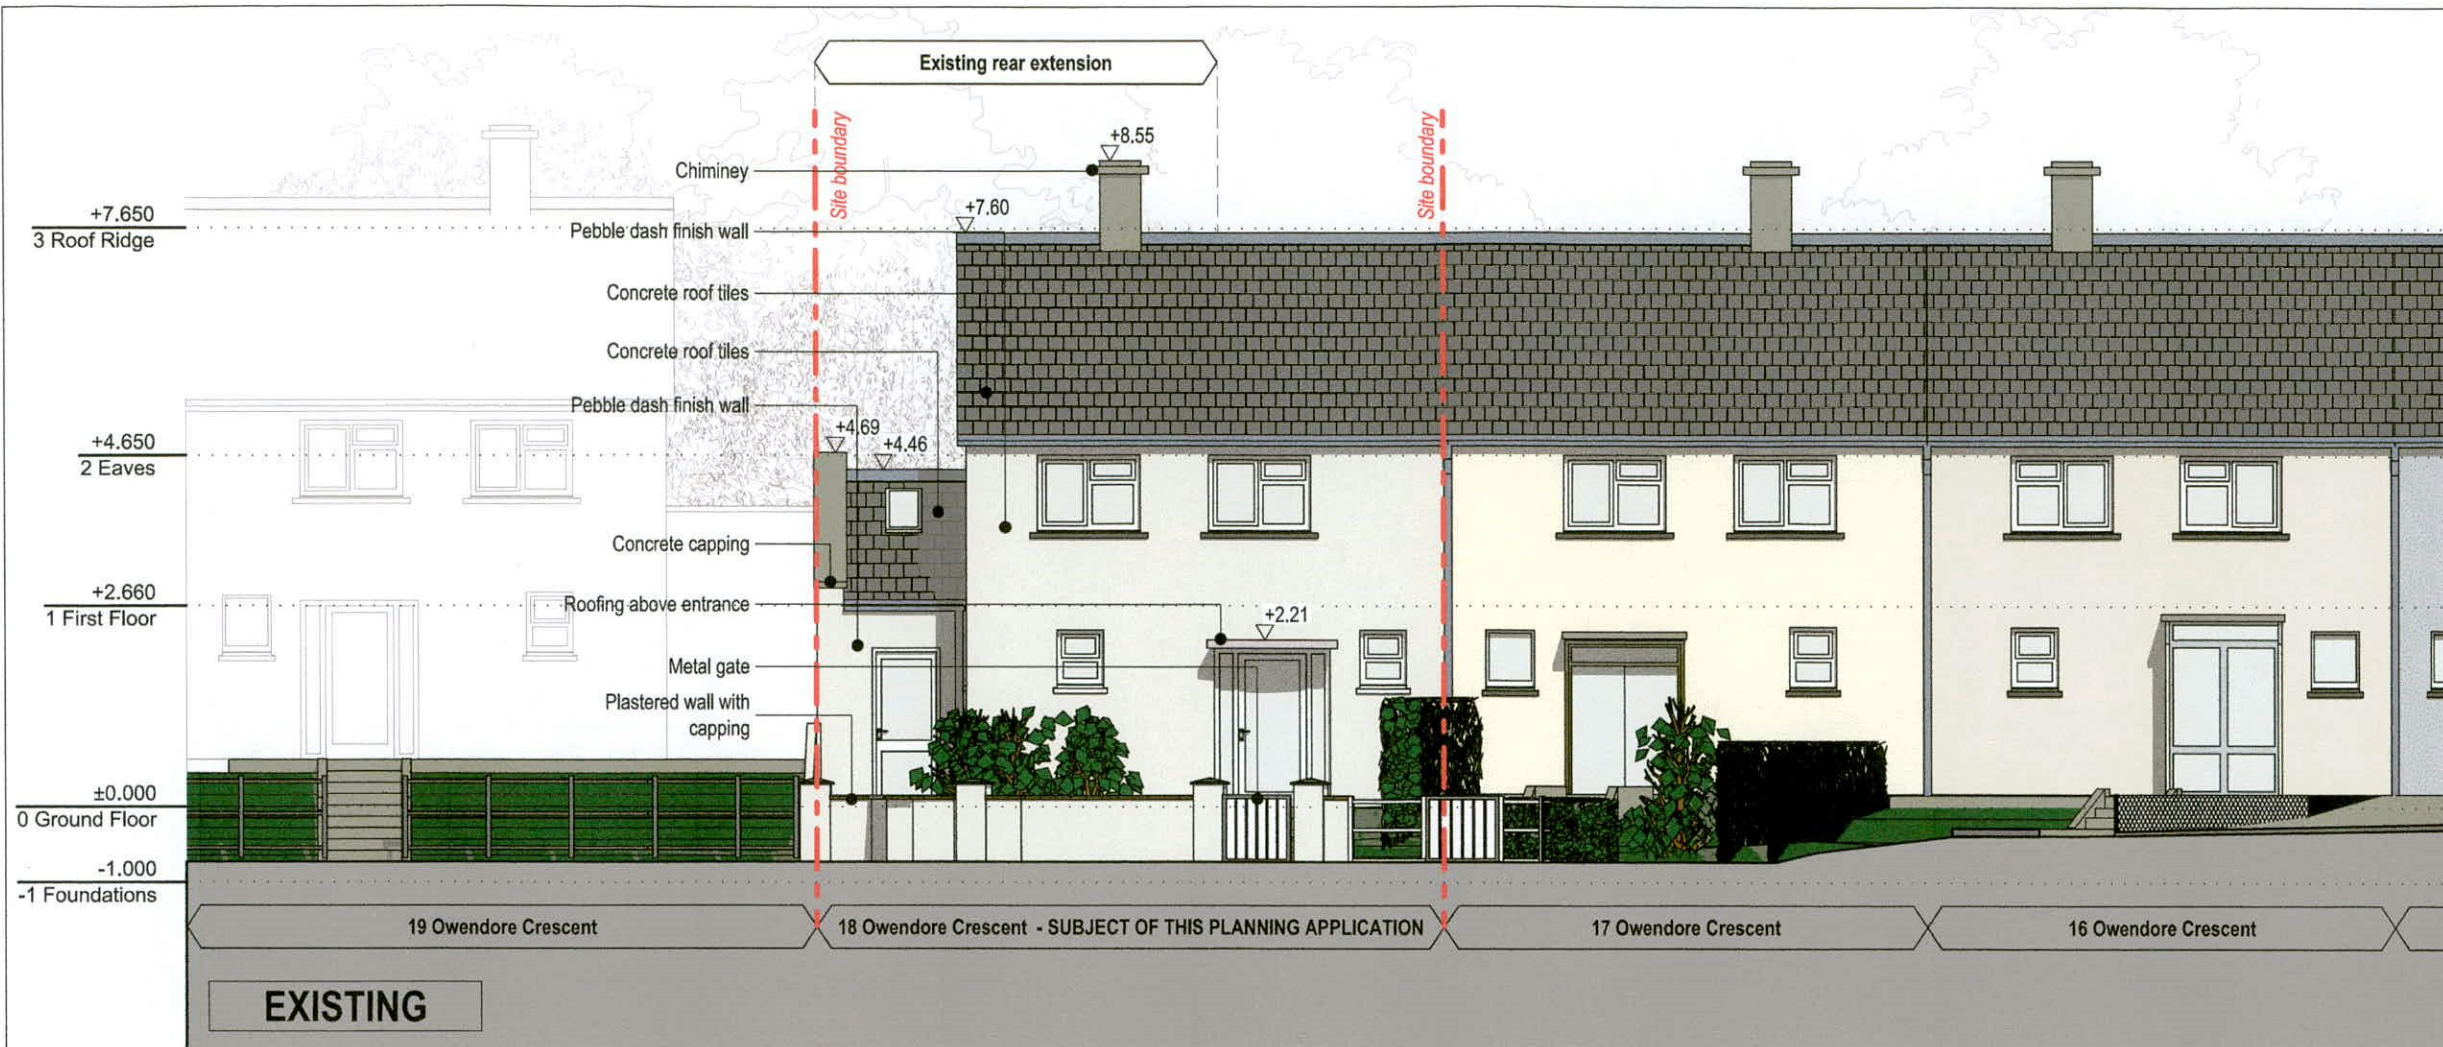 Existing rear extension
Site boundary
Site boundary
+8.55
Chiminey
+7.60
+7.650
3 Roof Ridge
Pebble dash finish wall
Concrete roof tiles
Concrete roof tiles
Pebble dash finish wall
+4.69
+4.46
+4.650
2 Eaves
Concrete capping
+2.660
1 First Floor
Roofing above entrance
+2.21
Metal gate
Plastered wall with
capping
±0.000
0 Ground Floor
-1.000
-1 Foundations
19 Owendore Crescent
18 Owendore Crescent - SUBJECT OF THIS PLANNING APPLICATION
17 Owendore Crescent
16 Owendore Crescent
EXISTING